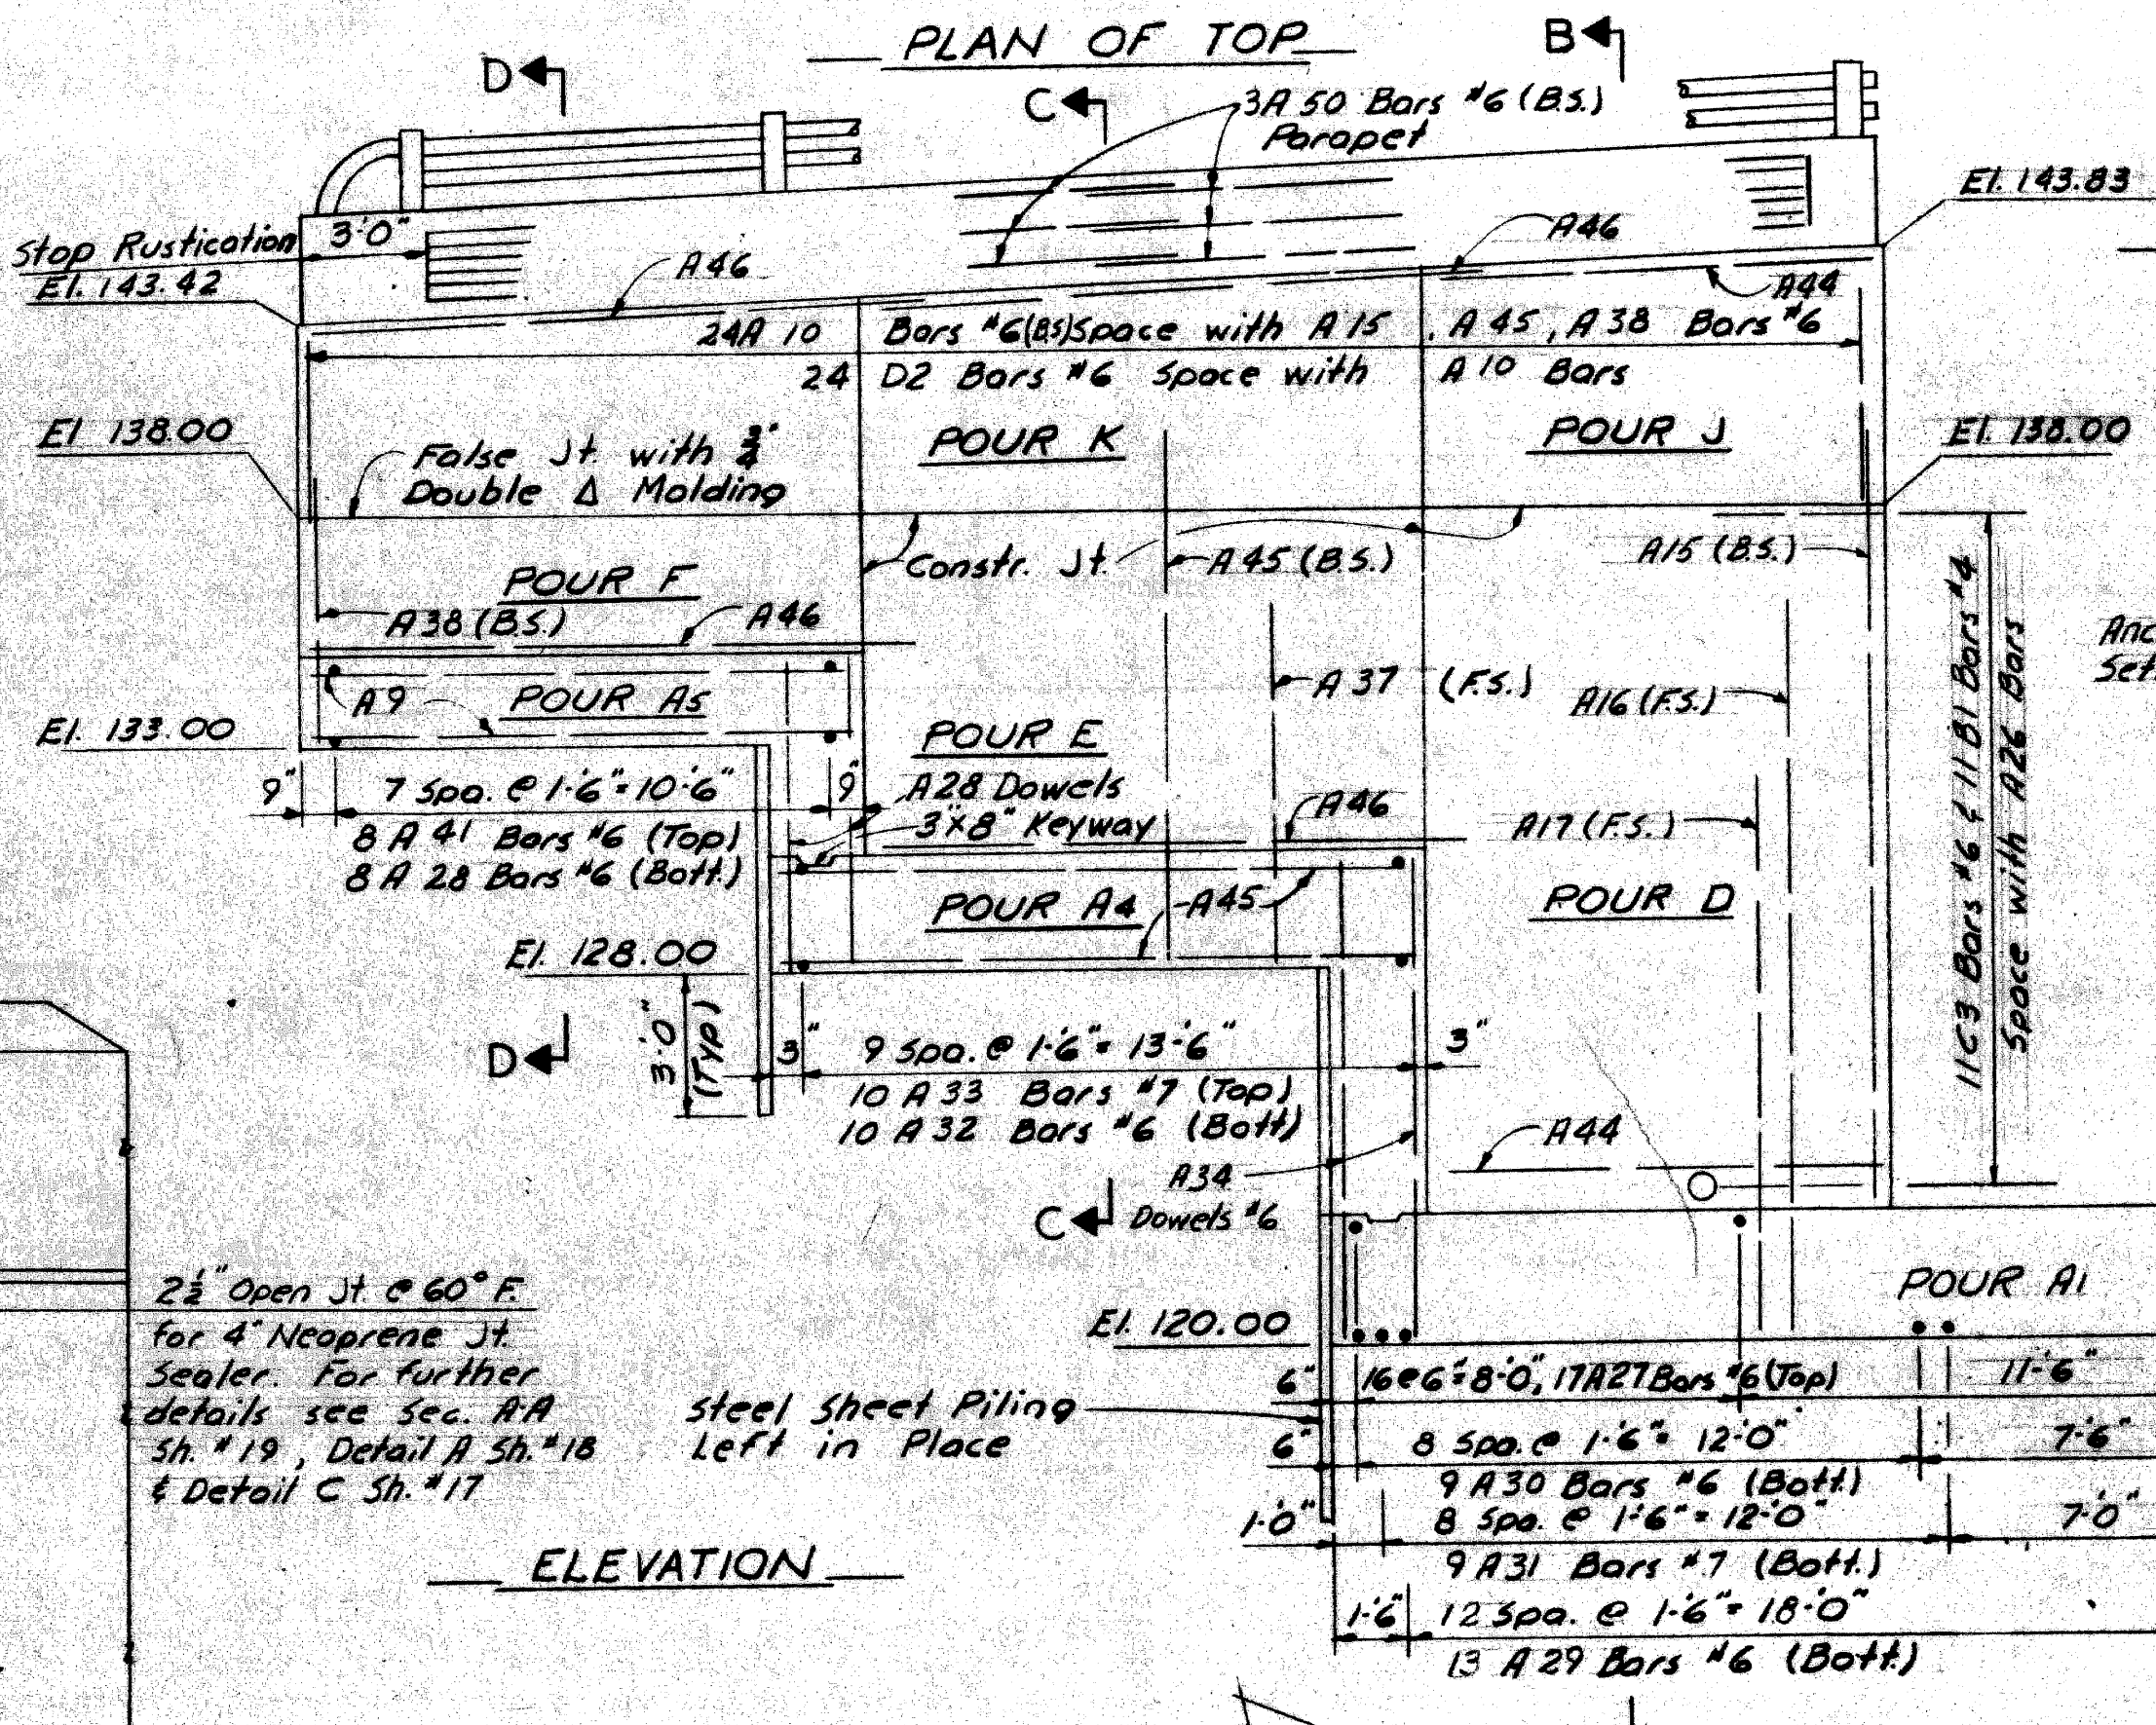 PLAN OF TOP
D
C
B
3A 50 Bars #6 (B.S.)
Parapet
El. 143.83
Stop Rustication
3'-0"
El. 143.42
A46
A46
A44
24A 10 Bars #6(B.S) Space with A 15, A 45, A 38 Bars #6
24 D2 Bars #6 Space with A 10 Bars
El. 138.00
El. 138.00
False Jt. with 3/4"
Double Δ Molding
POUR K
POUR J
Constr. Jt.
A 45 (B.S.)
A15 (B.S.)
POUR F
A38 (B.S.)
A46
A9
POUR A5
A 37 (F.S.)
A16 (F.S.)
El. 133.00
POUR E
9"
7 Spa. @ 1'-6" = 10'-6"
9"
8 A 41 Bars #6 (Top)
8 A 28 Bars #6 (Bott.)
A28 Dowels
3"x8" Keyway
A46
A17 (F.S.)
POUR A4
A45
POUR D
11C3 Bars #6 & 11 B1 Bars #4
Space with A26 Bars
Anc
Set
El. 128.00
3'-0"
(Typ)
D
3"
9 Spa. @ 1'-6" = 13'-6"
3"
10 A 33 Bars #7 (Top)
10 A 32 Bars #6 (Bott)
A34
Dowels #6
A44
C
2½" Open Jt. @ 60° F.
for 4" Neoprene Jt.
Sealer. For further
details see Sec. A-A
Sh. #19, Detail A Sh. #18
& Detail C Sh. #17
El. 120.00
POUR A1
Steel Sheet Piling
Left in Place
6"
16@6"=8'-0", 17A27 Bars #6 (Top)
11'-6"
6"
8 Spa. @ 1'-6" = 12'-0"
7'-6"
9 A30 Bars #6 (Bott.)
1'-0"
8 Spa. @ 1'-6" = 12'-0"
7'-0"
9 A31 Bars #7 (Bott.)
1'-6"
12 Spa. @ 1'-6" = 18'-0"
13 A 29 Bars #6 (Bott.)
ELEVATION